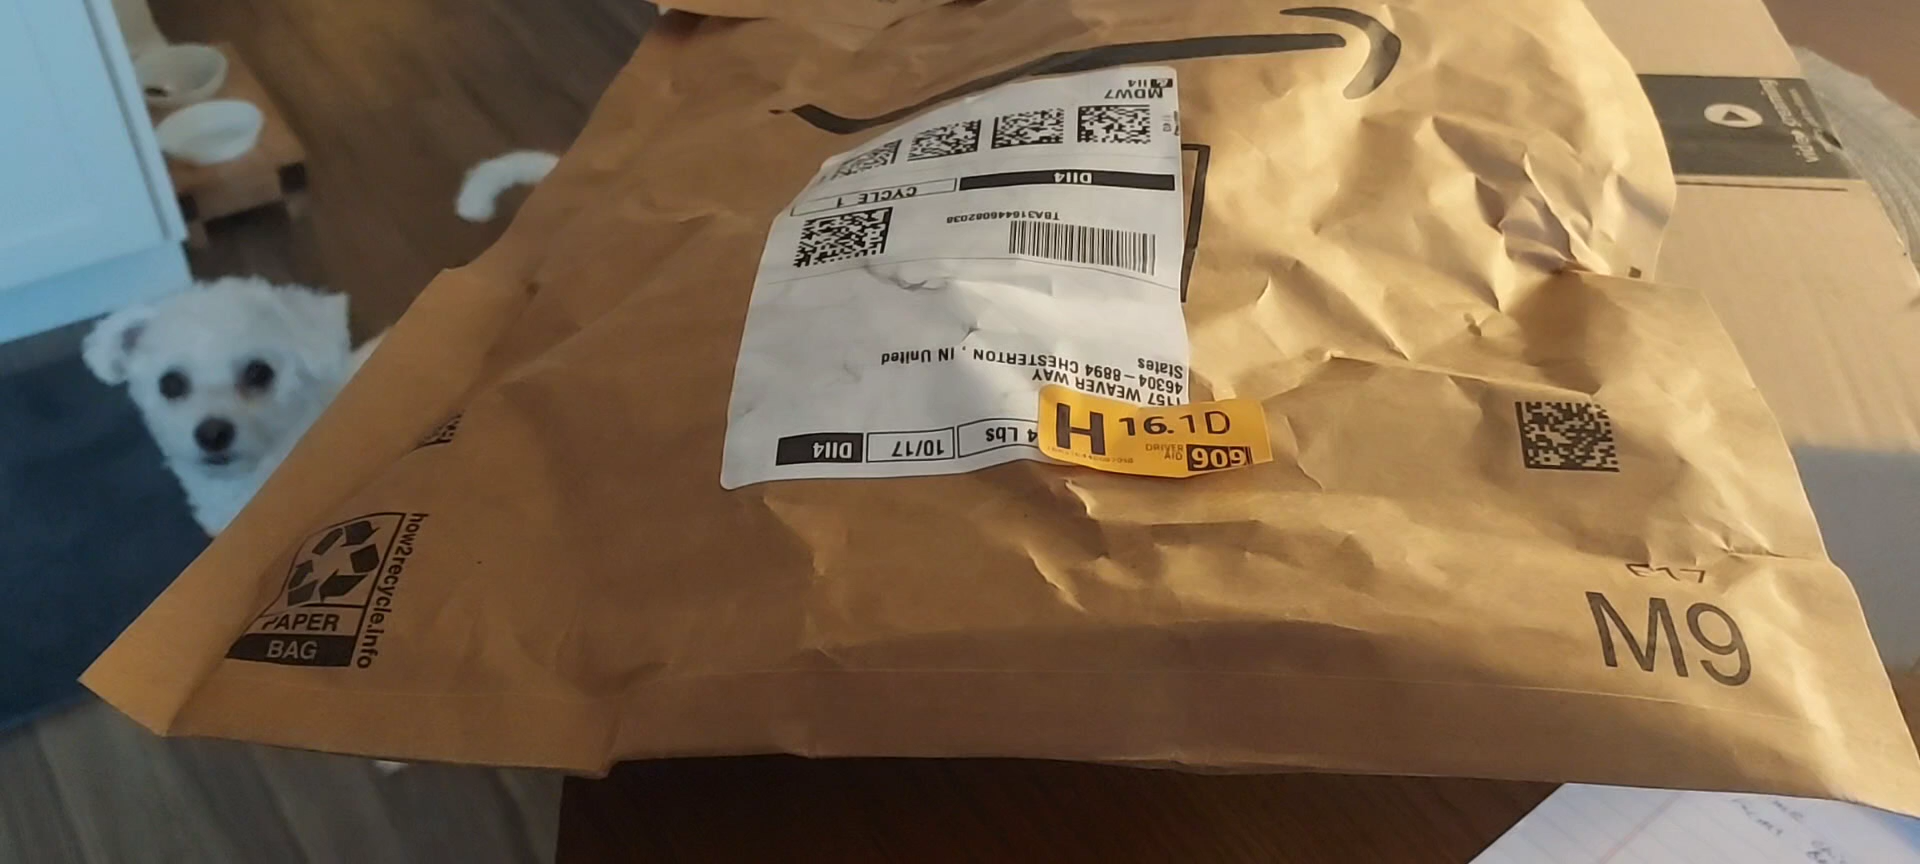 MDW7
DII4
DII4
CYCLE 1
TBA316446082038
1157 WEAVER WAY
46304-8894 CHESTERTON, IN United
States
4 Lbs
10/17
DII4
H 16.1D
DRIVER
AID
909
how2recycle.info
PAPER
BAG
M9